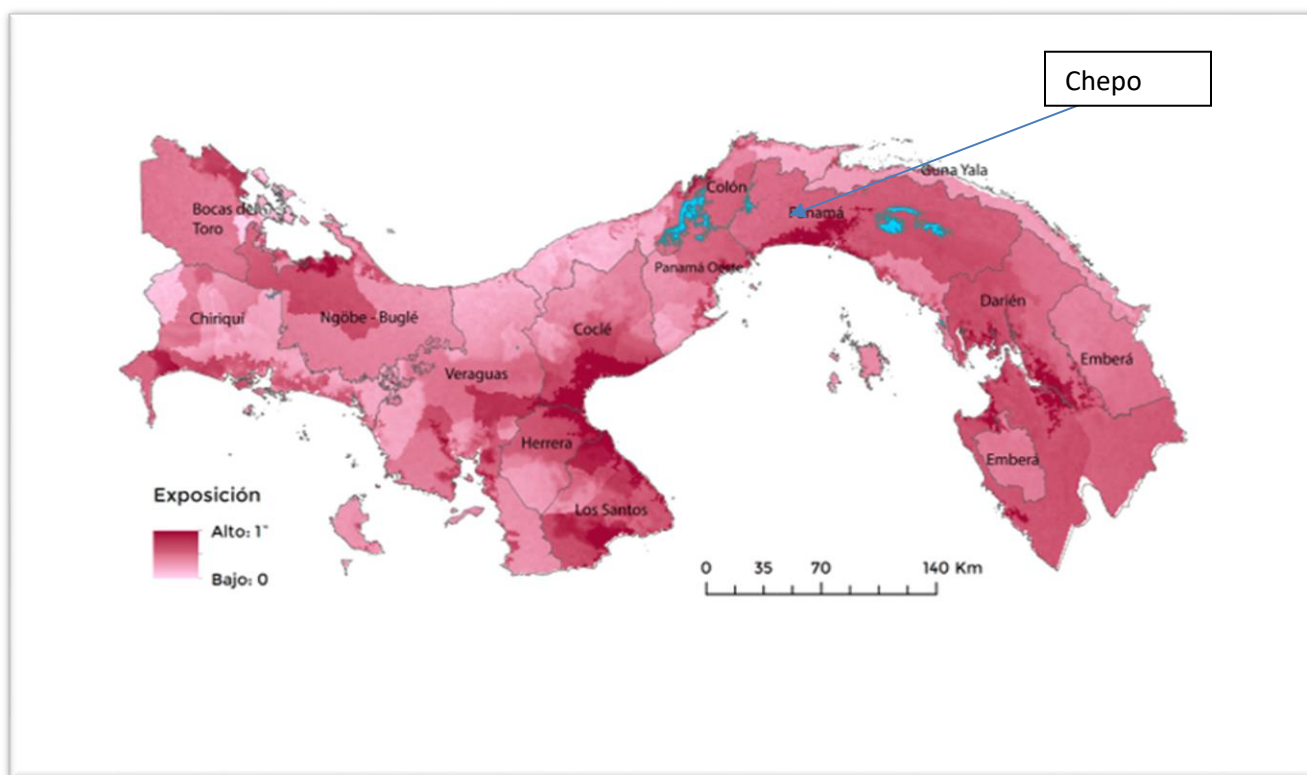 Chepo
Guna Yala
Colón
Bocas del
Toro
Panamá
Panamá Oeste
Darién
Chiriquí
Ngöbe - Buglé
Coclé
Emberá
Veraguas
Herrera
Emberá
Los Santos
Exposición
Alto: 1
Bajo: 0
0 35 70 140 Km